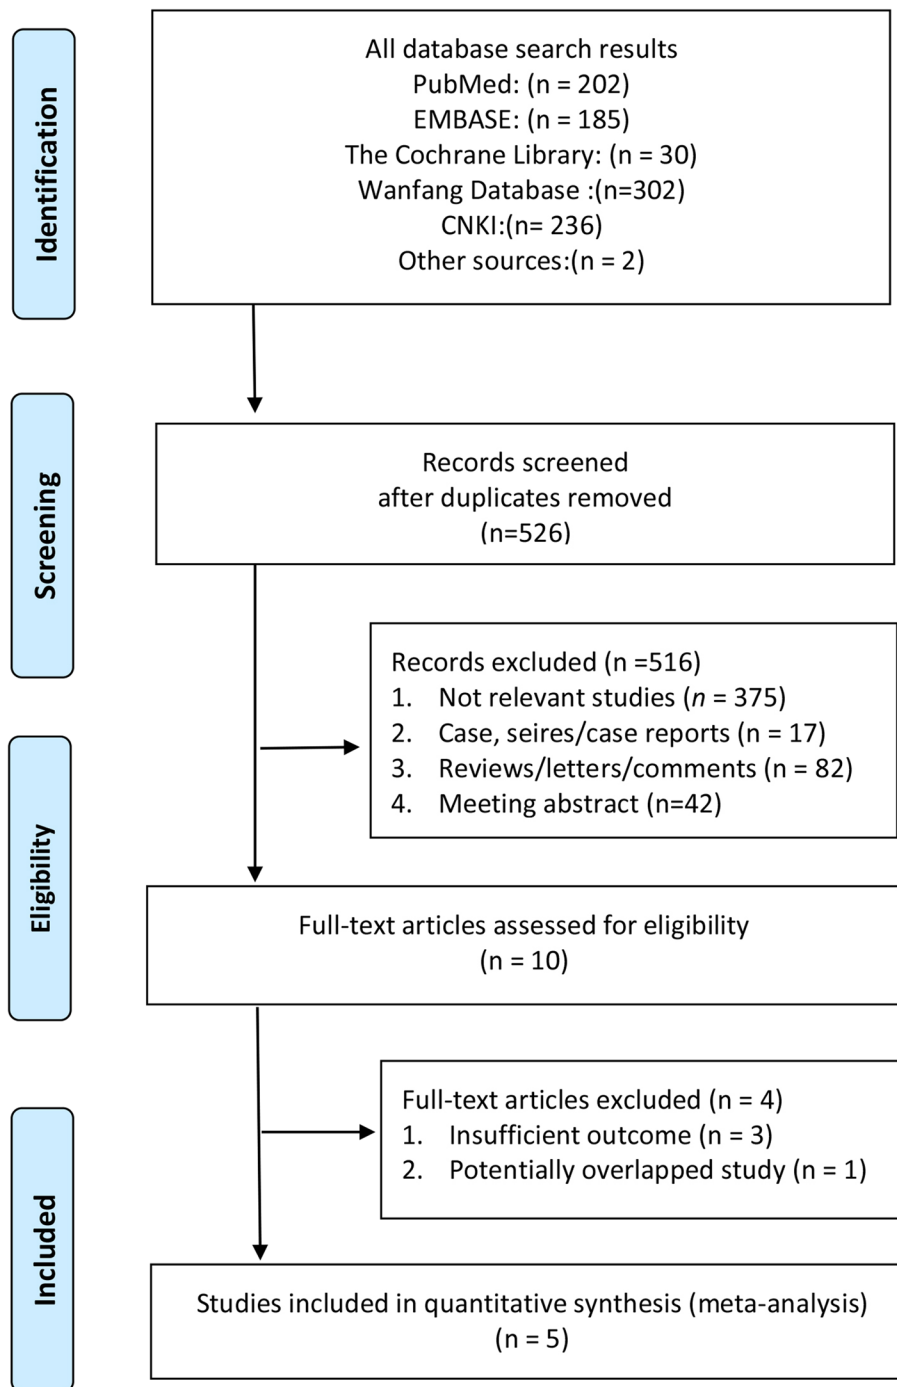 Identification
All database search results
PubMed: (n = 202)
EMBASE: (n = 185)
The Cochrane Library: (n = 30)
Wanfang Database :(n=302)
CNKI:(n= 236)
Other sources:(n = 2)
Screening
Records screened
after duplicates removed
(n=526)
Records excluded (n =516)
1. Not relevant studies (n = 375)
2. Case, seires/case reports (n = 17)
3. Reviews/letters/comments (n = 82)
4. Meeting abstract (n=42)
Eligibility
Full-text articles assessed for eligibility
(n = 10)
Full-text articles excluded (n = 4)
1. Insufficient outcome (n = 3)
2. Potentially overlapped study (n = 1)
Included
Studies included in quantitative synthesis (meta-analysis)
(n = 5)